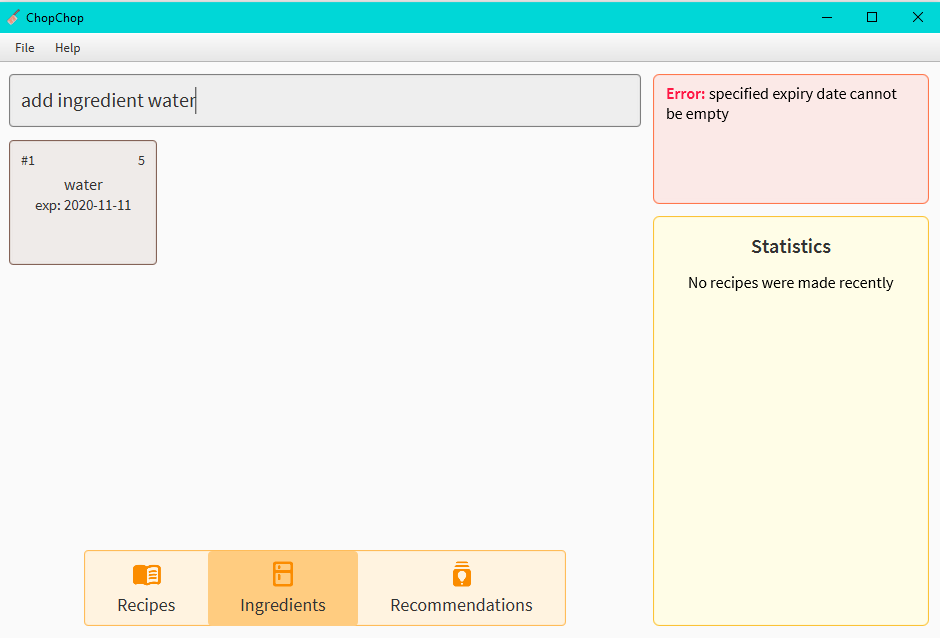 ChopChop
File Help
add ingredient water
Error: specified expiry date cannot
be empty
#1 5
water
exp: 2020-11-11
Statistics
No recipes were made recently
Recipes Ingredients Recommendations